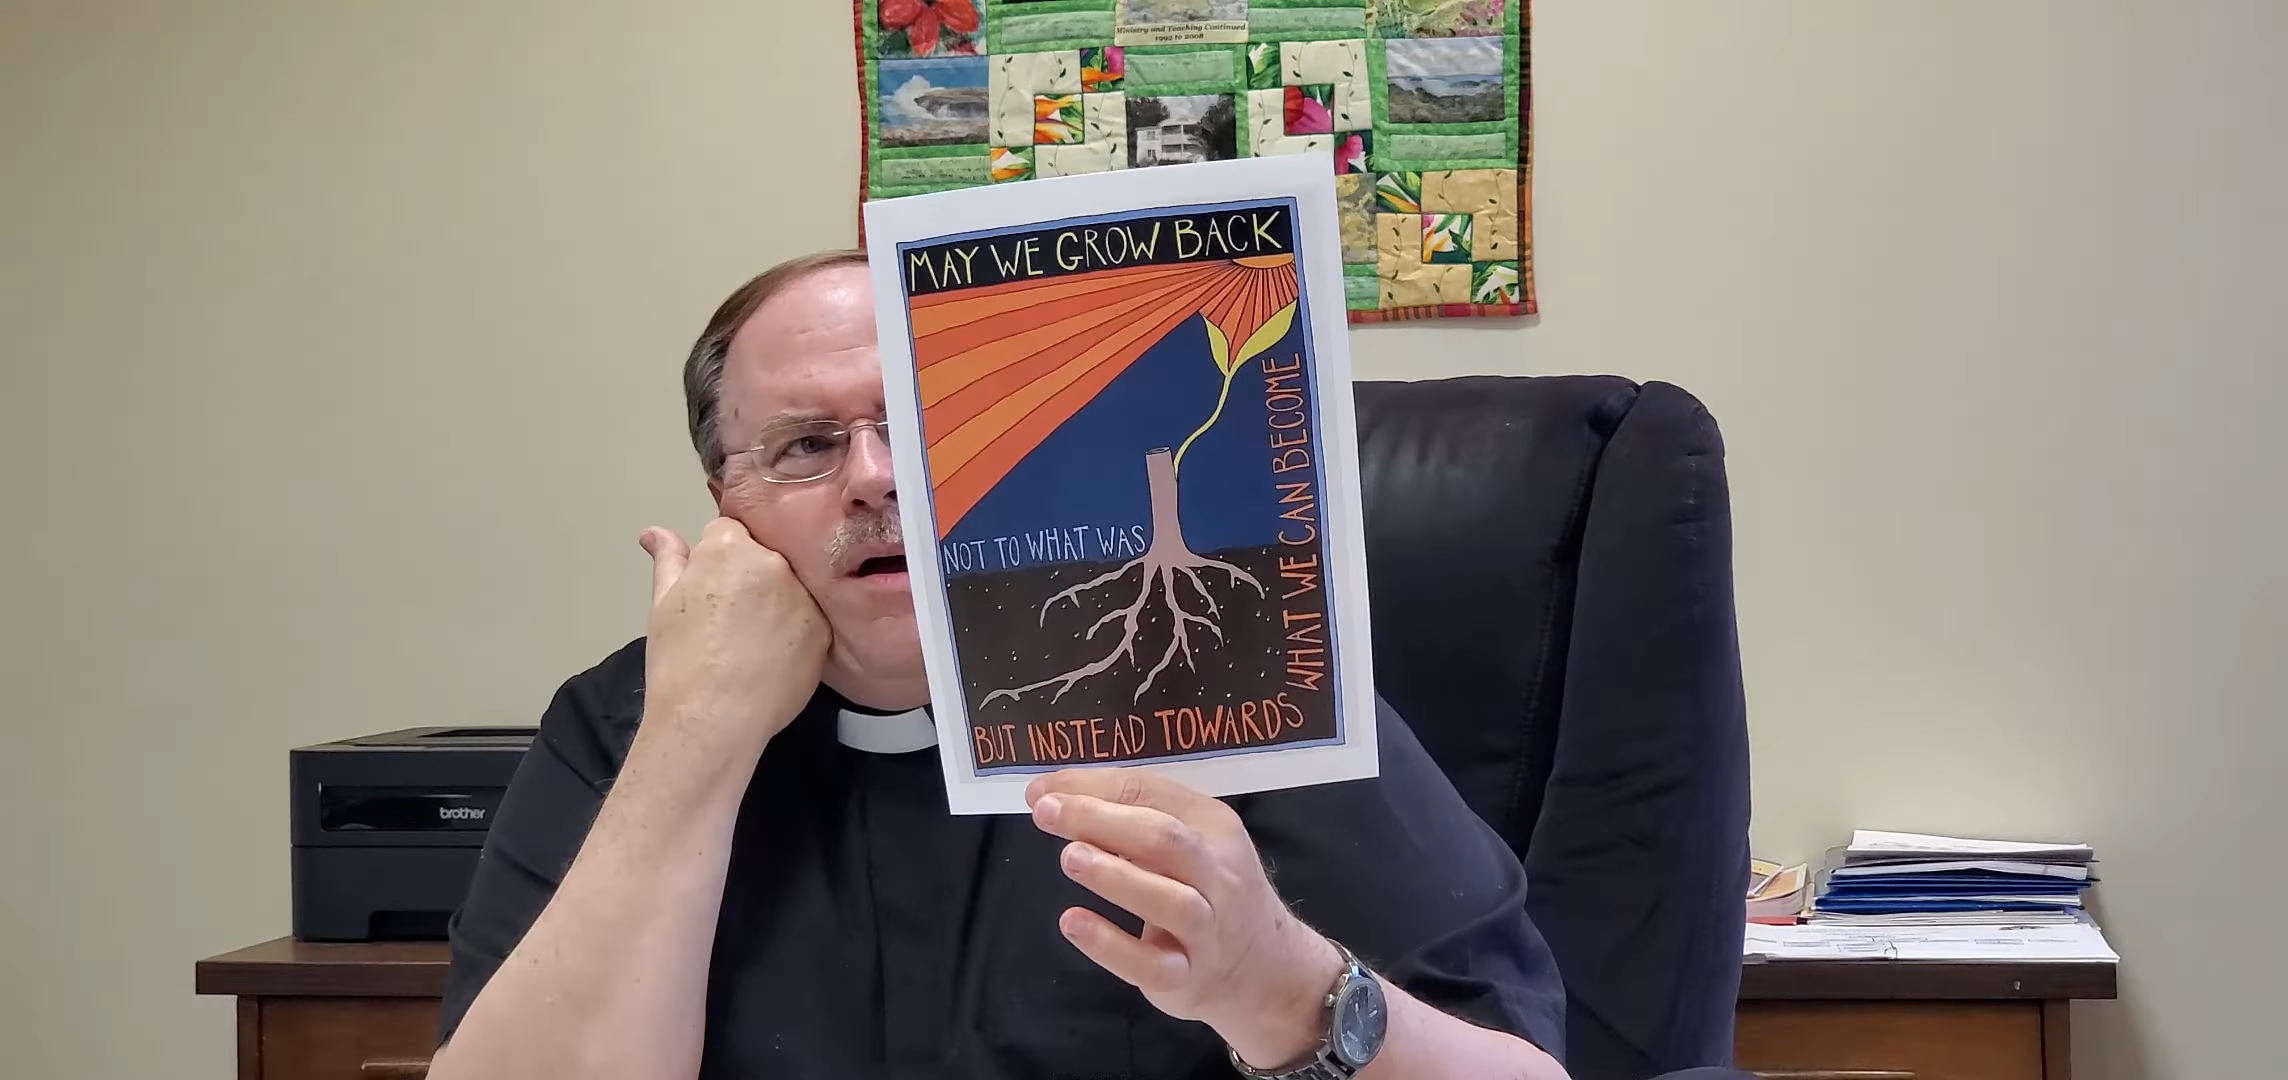 Ministry and Teaching Continued
1992 to 2008
MAY WE GROW BACK
NOT TO WHAT WAS
BUT INSTEAD TOWARDS
WHAT WE CAN BECOME
brother